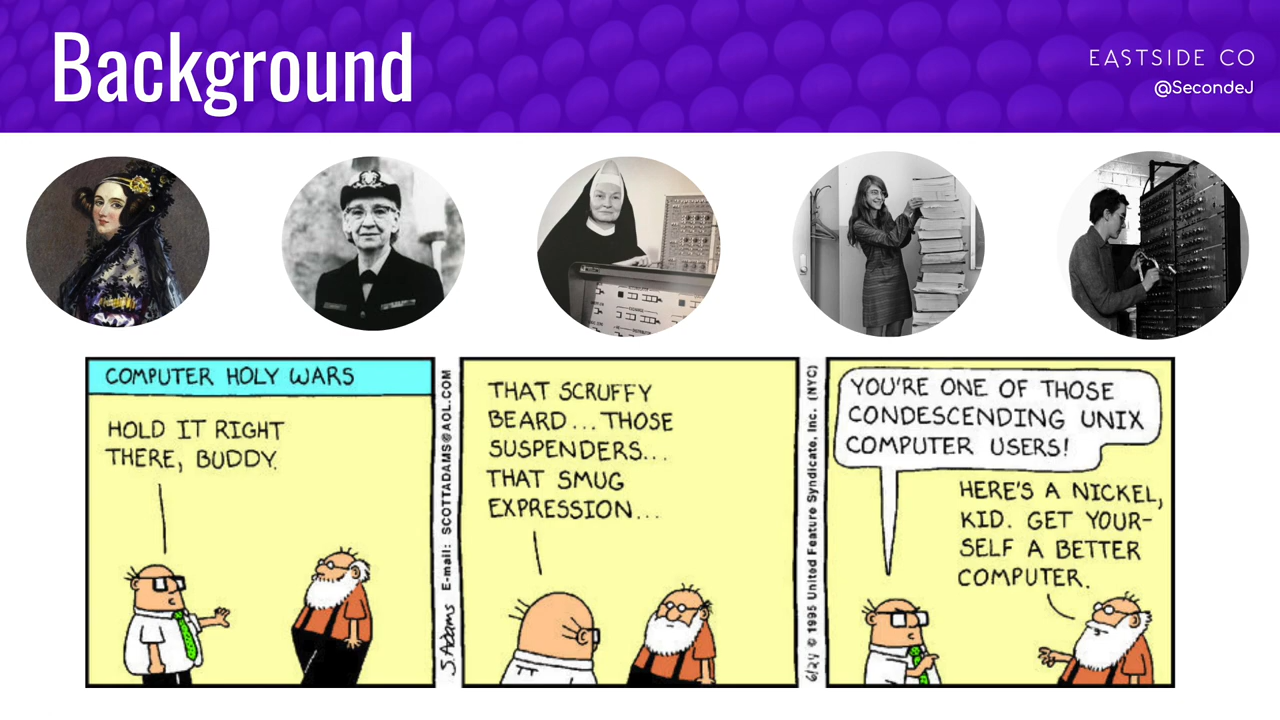 Background
EASTSIDE CO
@SecondeJ
COMPUTER HOLY WARS
HOLD IT RIGHT
THERE, BUDDY.
S.Adams E-mail: SCOTTADAMS@AOL.COM
THAT SCRUFFY
BEARD... THOSE
SUSPENDERS...
THAT SMUG
EXPRESSION...
6/24 © 1995 United Feature Syndicate, Inc. (NYC)
YOU'RE ONE OF THOSE
CONDESCENDING UNIX
COMPUTER USERS!
HERE'S A NICKEL,
KID. GET YOUR-
SELF A BETTER
COMPUTER.